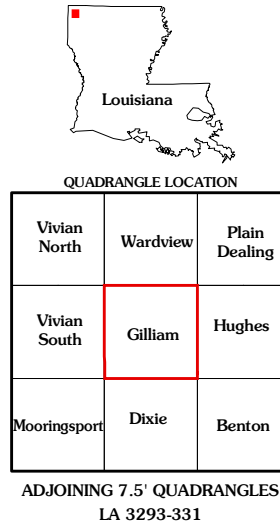 Louisiana
QUADRANGLE LOCATION
Vivian
North
Wardview
Plain
Dealing
Vivian
South
Gilliam
Hughes
Mooringsport
Dixie
Benton
ADJOINING 7.5' QUADRANGLES
LA 3293-331